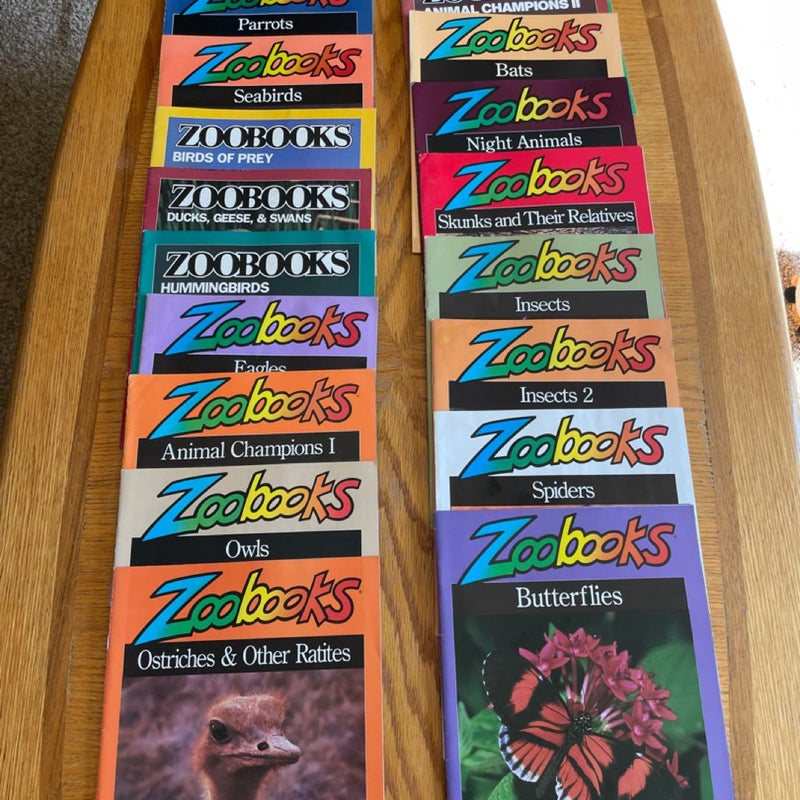 Zoobooks
Parrots
Zoobooks
Seabirds
ZOOBOOKS
BIRDS OF PREY
ZOOBOOKS
DUCKS, GEESE, & SWANS
ZOOBOOKS
HUMMINGBIRDS
Zoobooks
Eagles
Zoobooks
Animal Champions I
Zoobooks
Owls
Zoobooks
Ostriches & Other Ratites
ANIMAL CHAMPIONS II
Zoobooks
Bats
Zoobooks
Night Animals
Zoobooks
Skunks and Their Relatives
Zoobooks
Insects
Zoobooks
Insects 2
Zoobooks
Spiders
Zoobooks
Butterflies